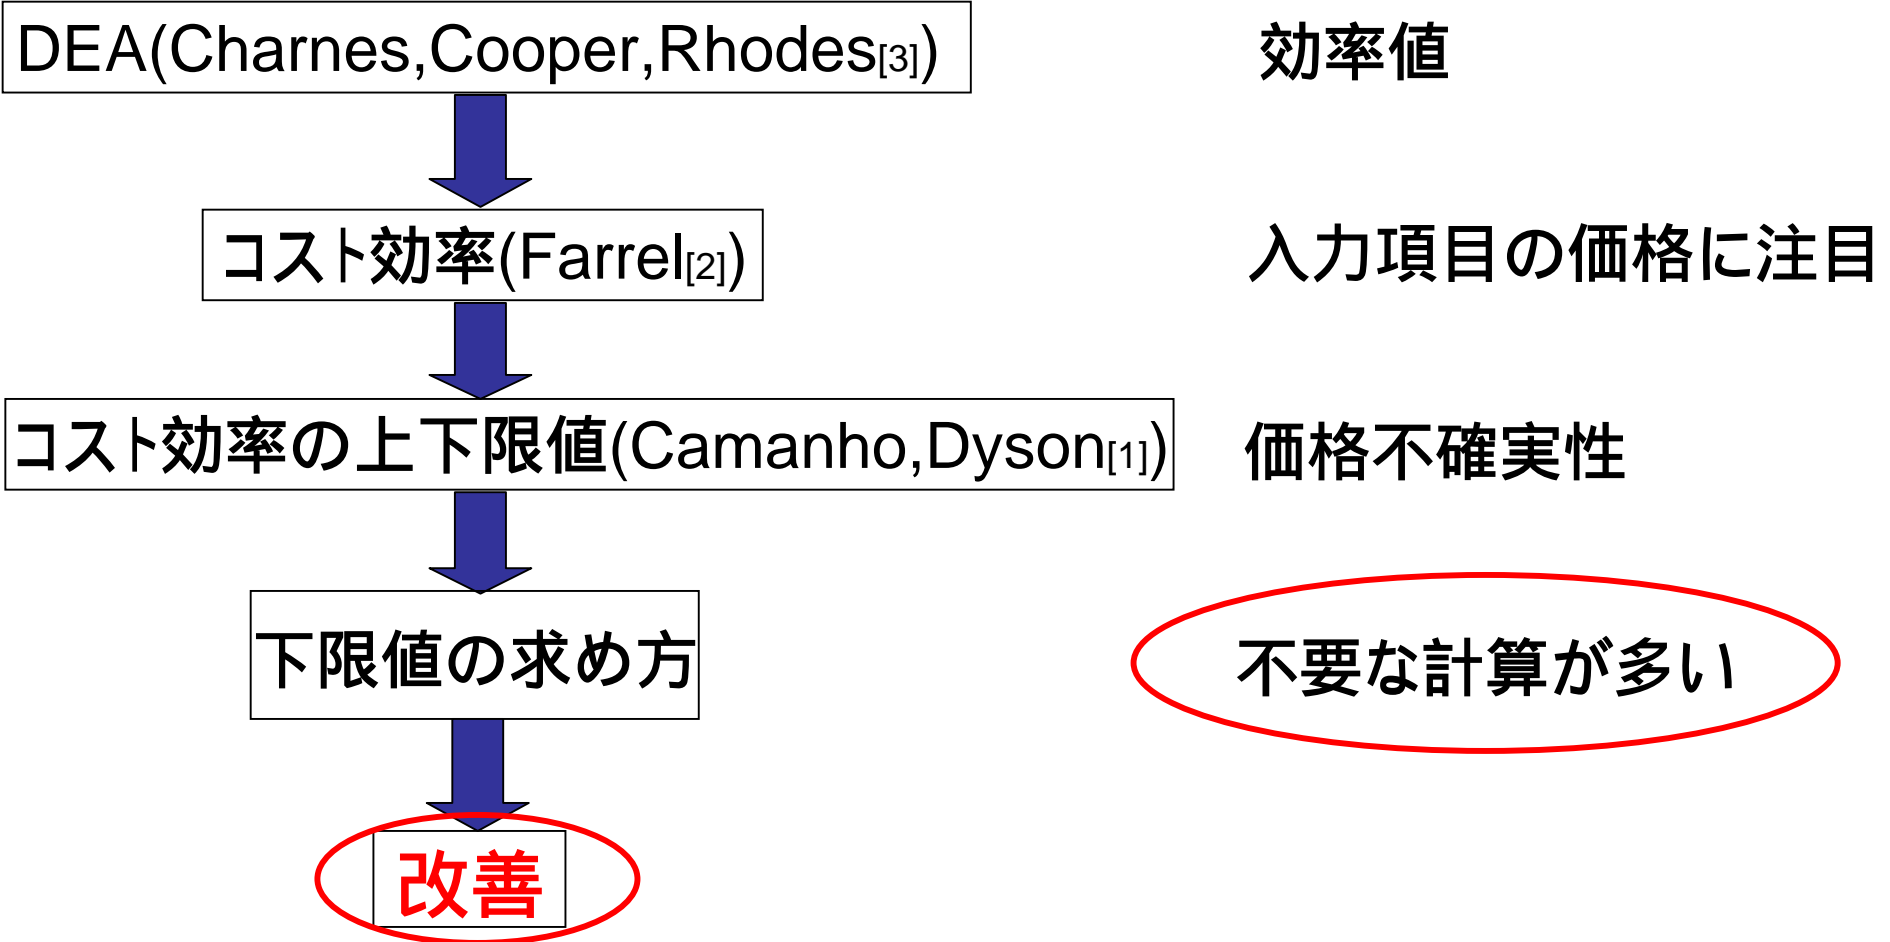 DEA(Charnes,Cooper,Rhodes[3])
効率値
コスト効率(Farrel[2])
入力項目の価格に注目
コスト効率の上下限値(Camanho,Dyson[1])
価格不確実性
下限値の求め方
不要な計算が多い
改善